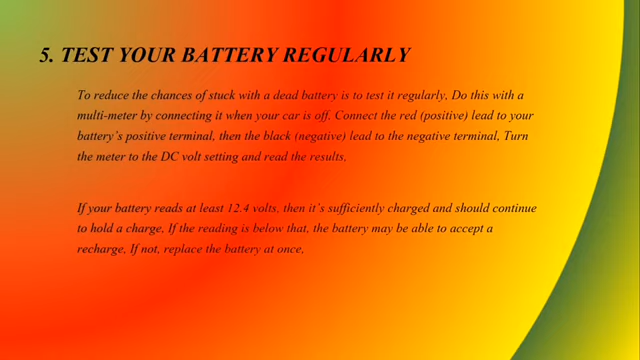 5. TEST YOUR BATTERY REGULARLY
To reduce the chances of stuck with a dead battery is to test it regularly, Do this with a
multi-meter by connecting it when your car is off. Connect the red (positive) lead to your
battery's positive terminal, then the black (negative) lead to the negative terminal, Turn
the meter to the DC volt setting and read the results,
If your battery reads at least 12.4 volts, then it's sufficiently charged and should continue
to hold a charge, If the reading is below that, the battery may be able to accept a
recharge, If not, replace the battery at once,